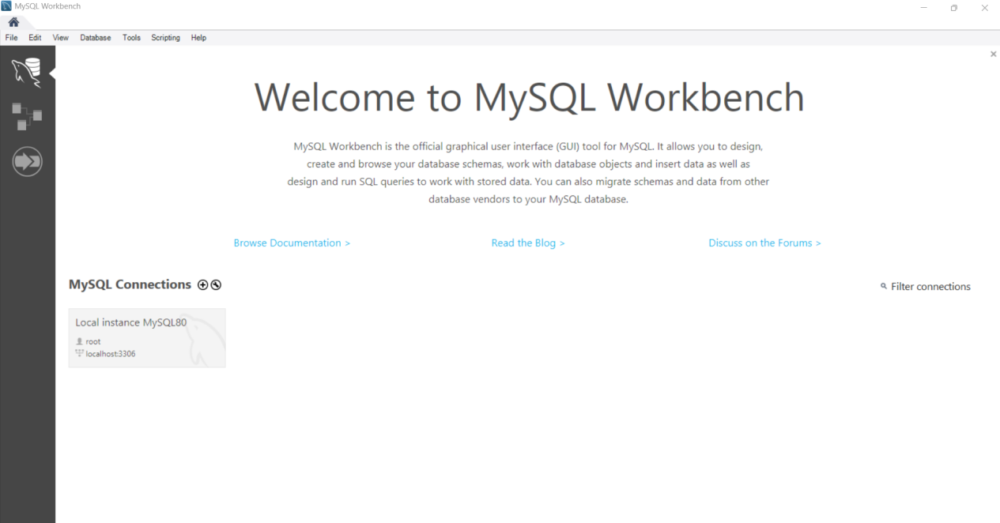 MySQL Workbench
File Edit View Database Tools Scripting Help
Welcome to MySQL Workbench
MySQL Workbench is the official graphical user interface (GUI) tool for MySQL. It allows you to design,
create and browse your database schemas, work with database objects and insert data as well as
design and run SQL queries to work with stored data. You can also migrate schemas and data from other
database vendors to your MySQL database.
Browse Documentation > Read the Blog > Discuss on the Forums >
MySQL Connections
Filter connections
Local instance MySQL80
root
localhost:3306